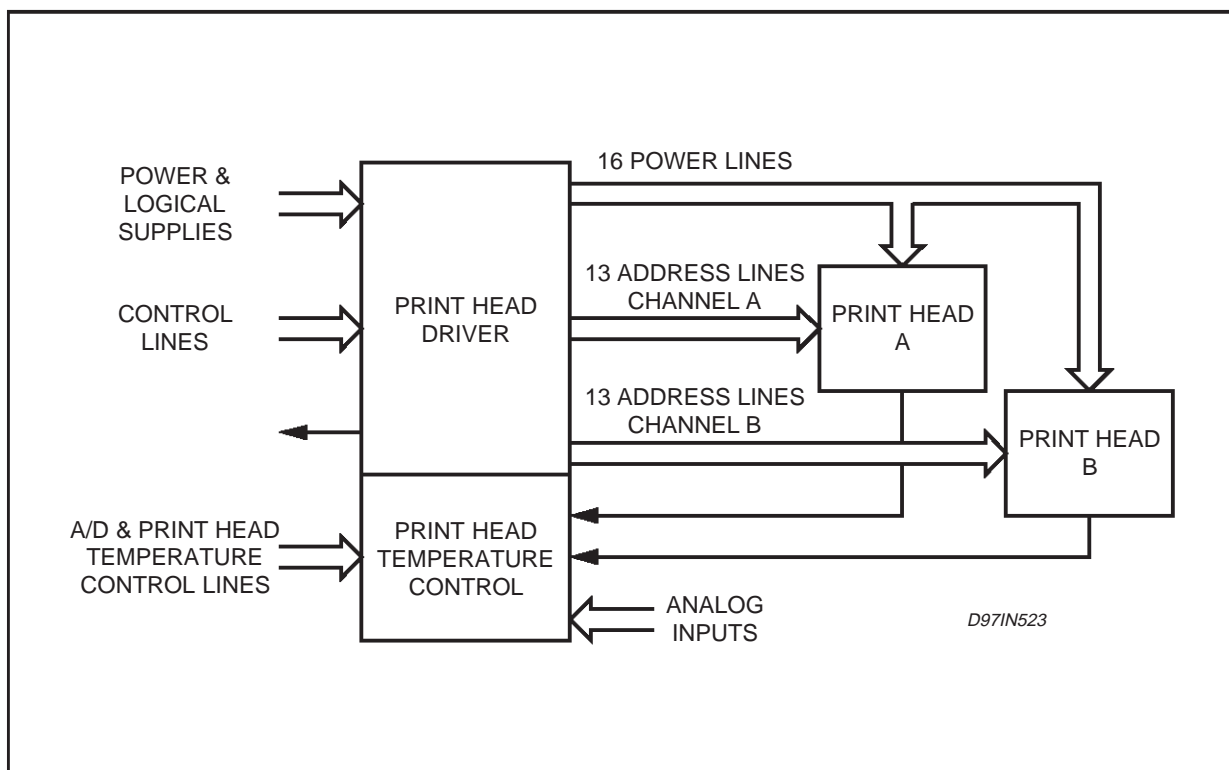 POWER &
LOGICAL
SUPPLIES
CONTROL
LINES
A/D & PRINT HEAD
TEMPERATURE
CONTROL LINES
PRINT HEAD
DRIVER
PRINT HEAD
TEMPERATURE
CONTROL
16 POWER LINES
13 ADDRESS LINES
CHANNEL A
13 ADDRESS LINES
CHANNEL B
PRINT HEAD
A
PRINT HEAD
B
ANALOG
INPUTS
D97IN523